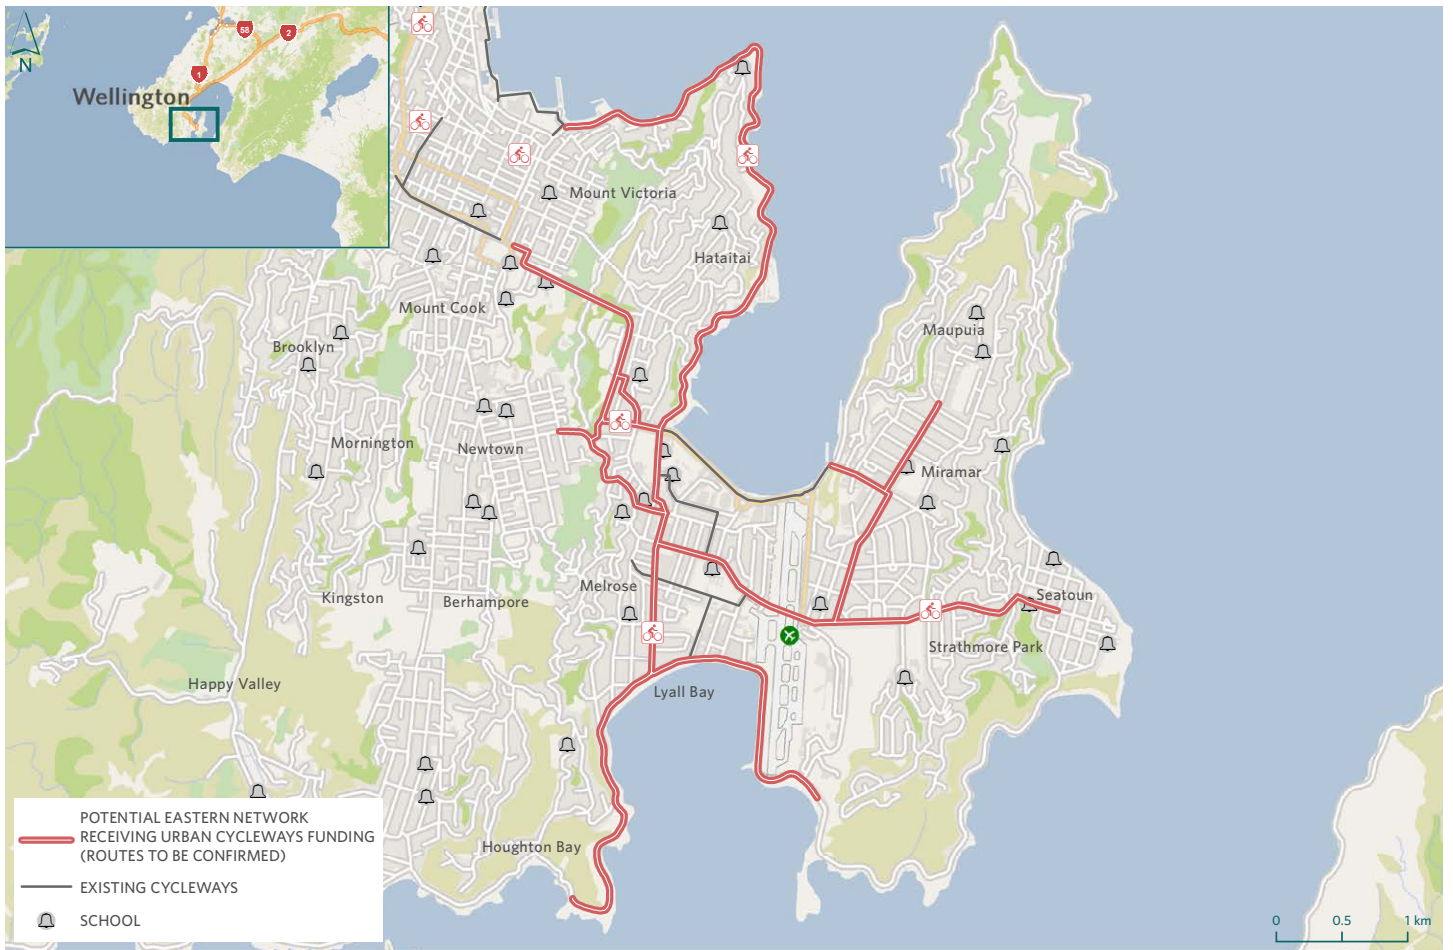 58
2
1
Wellington
N
Mount Victoria
Hataitai
Mount Cook
Maupuia
Brooklyn
Mornington
Newtown
Miramar
Melrose
Kingston
Berhampore
Seatoun
Strathmore Park
Happy Valley
Lyall Bay
Houghton Bay
POTENTIAL EASTERN NETWORK
RECEIVING URBAN CYCLEWAYS FUNDING
(ROUTES TO BE CONFIRMED)
EXISTING CYCLEWAYS
SCHOOL
0 0.5 1 km